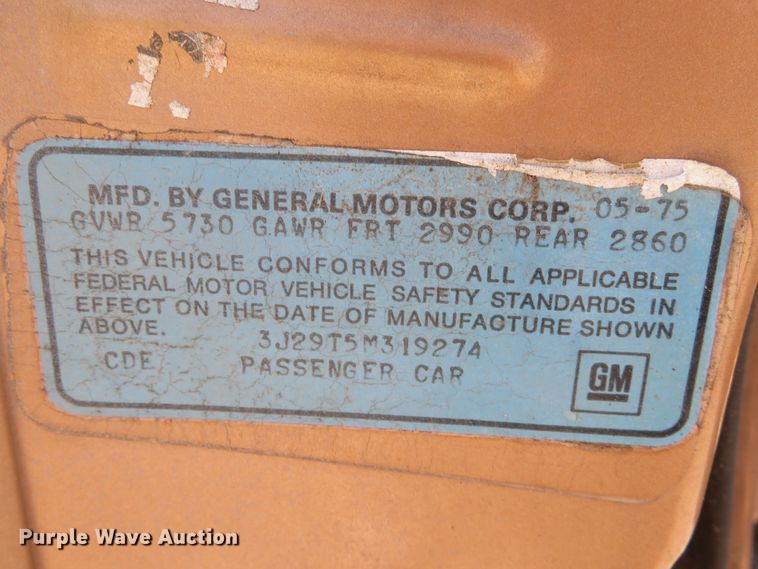 MFD. BY GENERAL MOTORS CORP. 05-75
GVWR 5730 GAWR FRT 2990 REAR 2860
THIS VEHICLE CONFORMS TO ALL APPLICABLE
FEDERAL MOTOR VEHICLE SAFETY STANDARDS IN
EFFECT ON THE DATE OF MANUFACTURE SHOWN
ABOVE. 3J29T5M319274
CDE PASSENGER CAR
GM
Purple Wave Auction